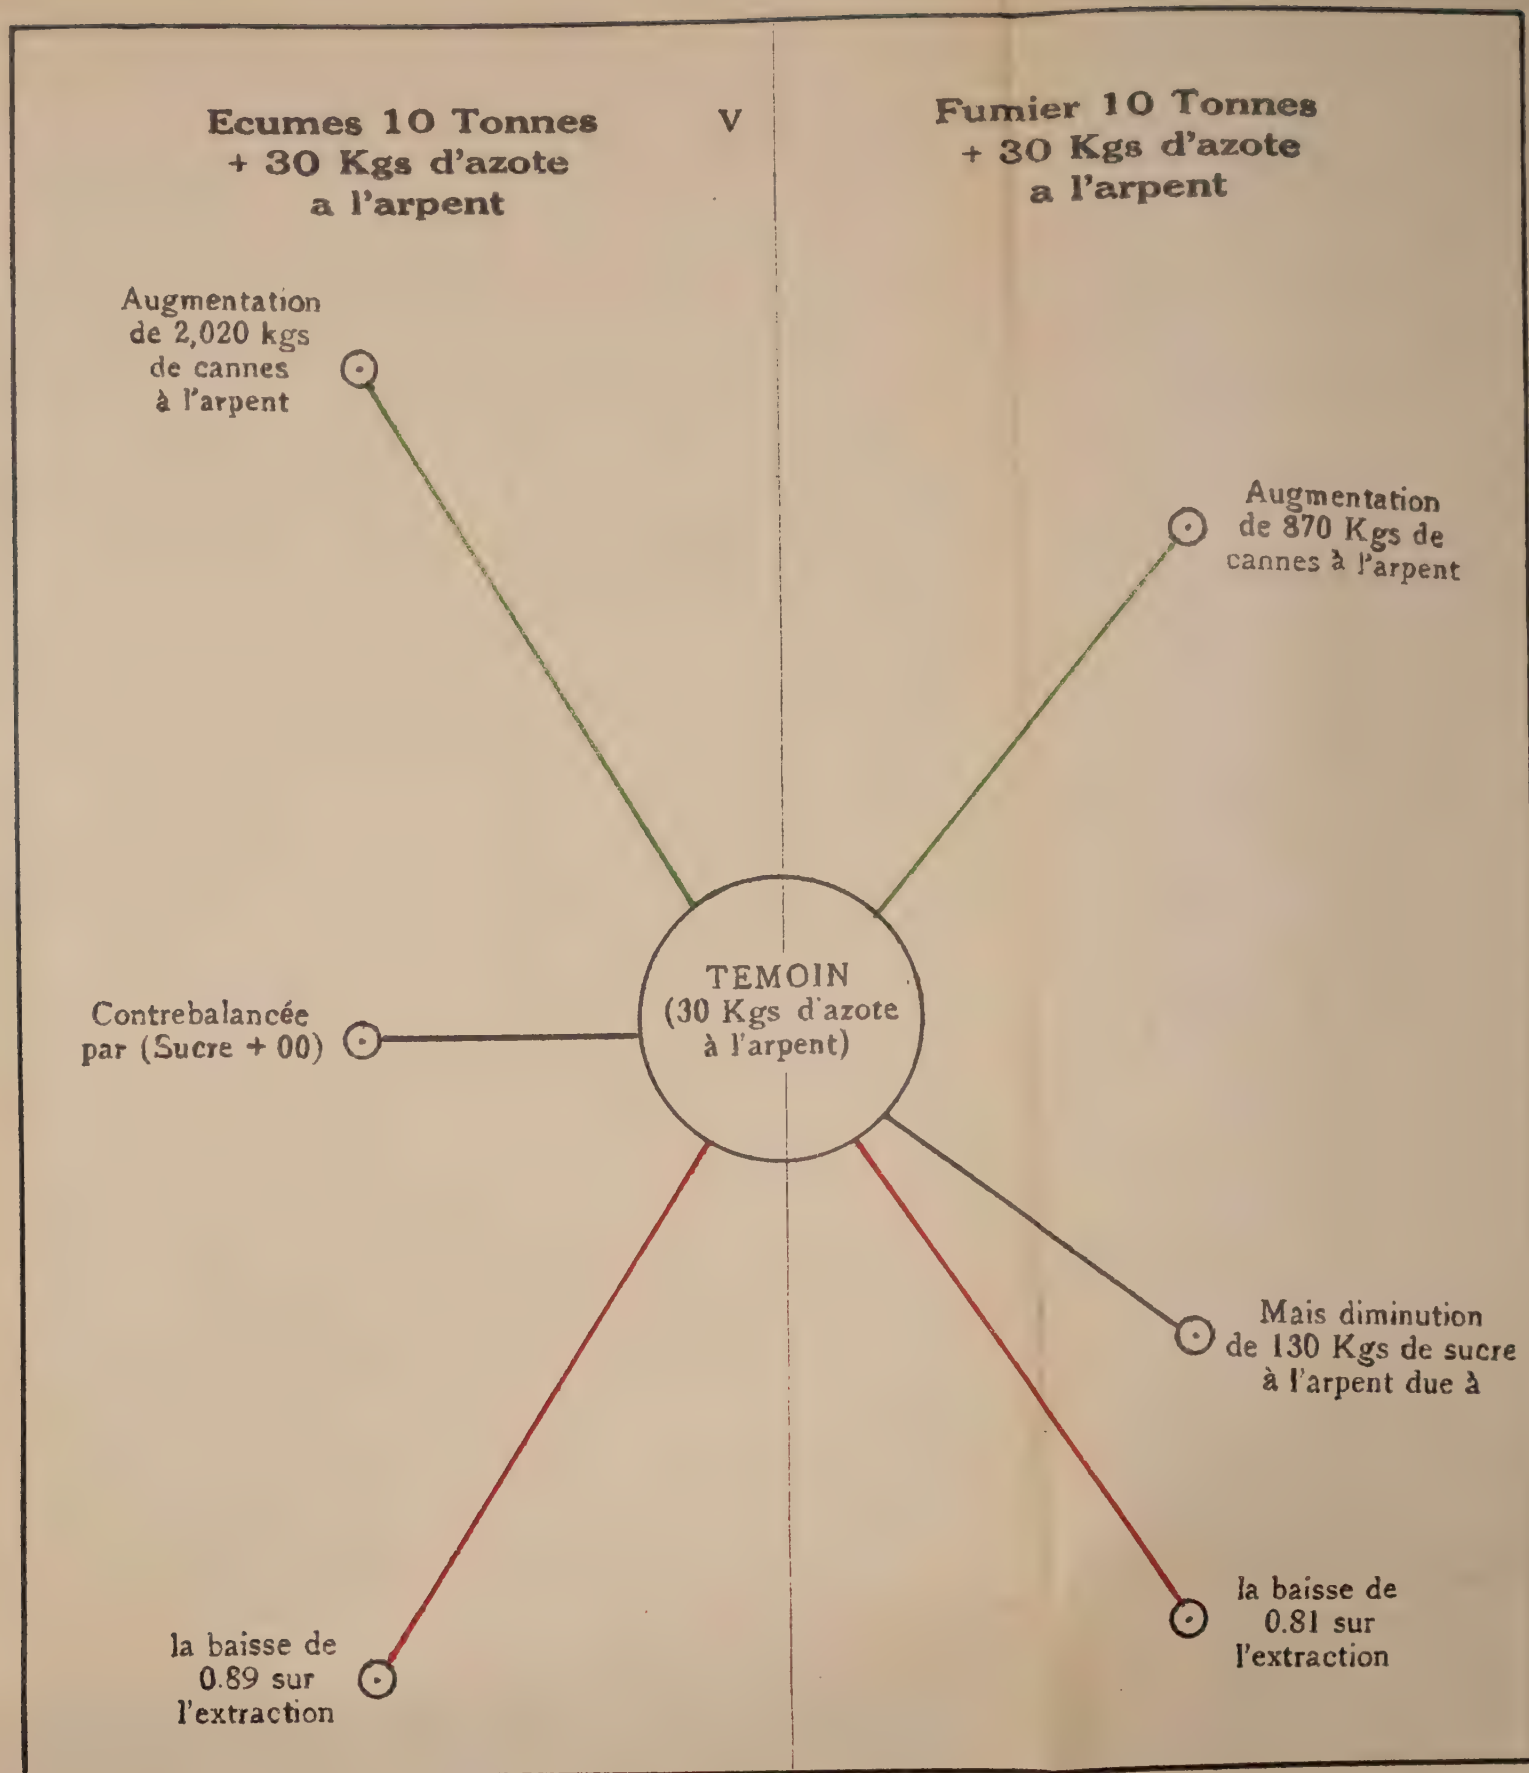 Ecumes 10 Tonnes
+ 30 Kgs d'azote
a l'arpent
V
Fumier 10 Tonnes
+ 30 Kgs d'azote
a l'arpent
Augmentation
de 2,020 kgs
de cannes
à l'arpent
Augmentation
de 870 Kgs de
cannes à l'arpent
TEMOIN
(30 Kgs d'azote
à l'arpent)
Contrebalancée
par (Sucre + 00)
Mais diminution
de 130 Kgs de sucre
à l'arpent due à
la baisse de
0.89 sur
l'extraction
la baisse de
0.81 sur
l'extraction